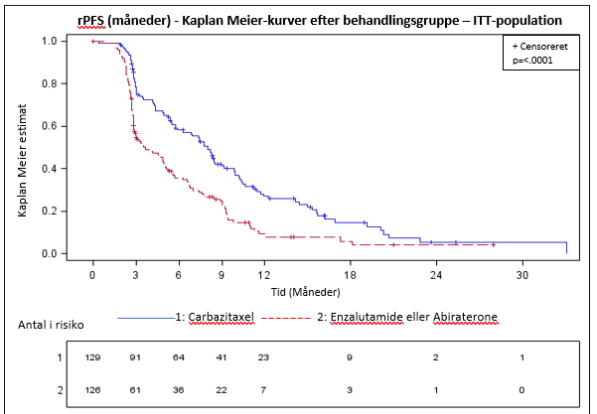 rPFS (måneder) - Kaplan Meier-kurver efter behandlingsgruppe – ITT-population
+ Censoreret
p=<.0001
Kaplan Meier estimat
1.0
0.8
0.6
0.4
0.2
0.0
0 3 6 9 12 18 24 30
Tid (Måneder)
1: Carbazitaxel 2: Enzalutamide eller Abiraterone
Antal i risiko
1 129 91 64 41 23 9 2 1
2 126 61 36 22 7 3 1 0